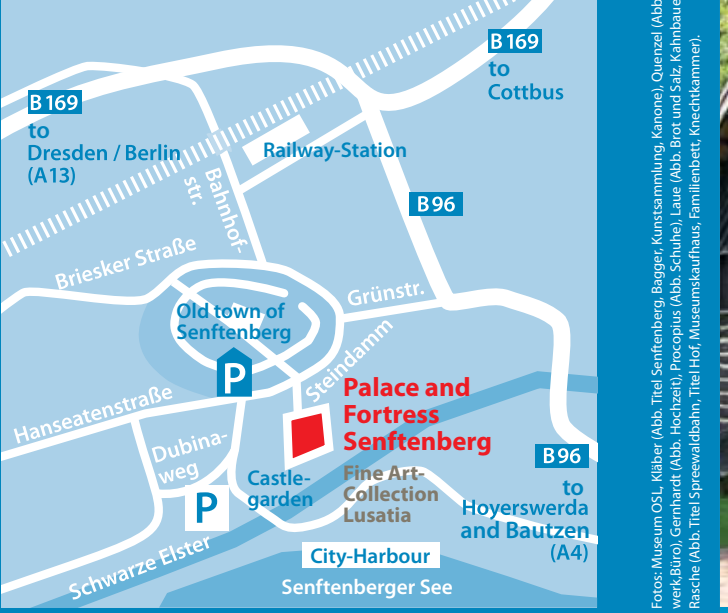 B 169
to
Cottbus
B 169
to
Dresden / Berlin
(A13)
Railway-Station
Bahnhof-
str.
B 96
Briesker Straße
Old town of
Senftenberg
Grünstr.
P
Steindamm
Hanseatenstraße
Palace and
Fortress
Senftenberg
Dubina-
weg
P
Castle-
garden
Fine Art-
Collection
Lusatia
B 96
to
Hoyerswerda
and Bautzen
(A4)
Schwarze Elster
City-Harbour
Senftenberger See
Fotos: Museum OSL, Kläber (Abb. Titel Senftenberg, Bagger, Kunstsammlung, Kanone), Quenzel (Abb
werk,Büro), Gernhardt (Abb. Hochzeit), Procopius (Abb. Schuhe), Laue (Abb. Brot und Salz, Kahnbaue
Rasche (Abb. Titel Spreewaldbahn, Titel Hof, Museumskaufhaus, Familienbett, Knechtkammer).